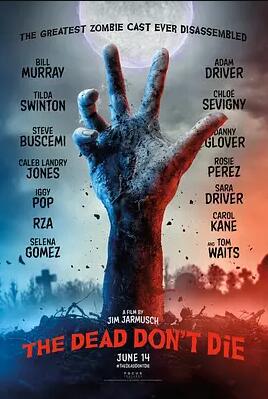 THE GREATEST ZOMBIE CAST EVER DISASSEMBLED
BILL
MURRAY
TILDA
SWINTON
STEVE
BUSCEMI
CALEB LANDRY
JONES
IGGY
POP
RZA
SELENA
GOMEZ
ADAM
DRIVER
CHLOË
SEVIGNY
DANNY
GLOVER
ROSIE
PEREZ
SARA
DRIVER
CAROL
KANE
AND TOM
WAITS
A FILM BY
JIM JARMUSCH
THE DEAD DON'T DIE
JUNE 14
#THEDEADDONTDIE
FOCUS